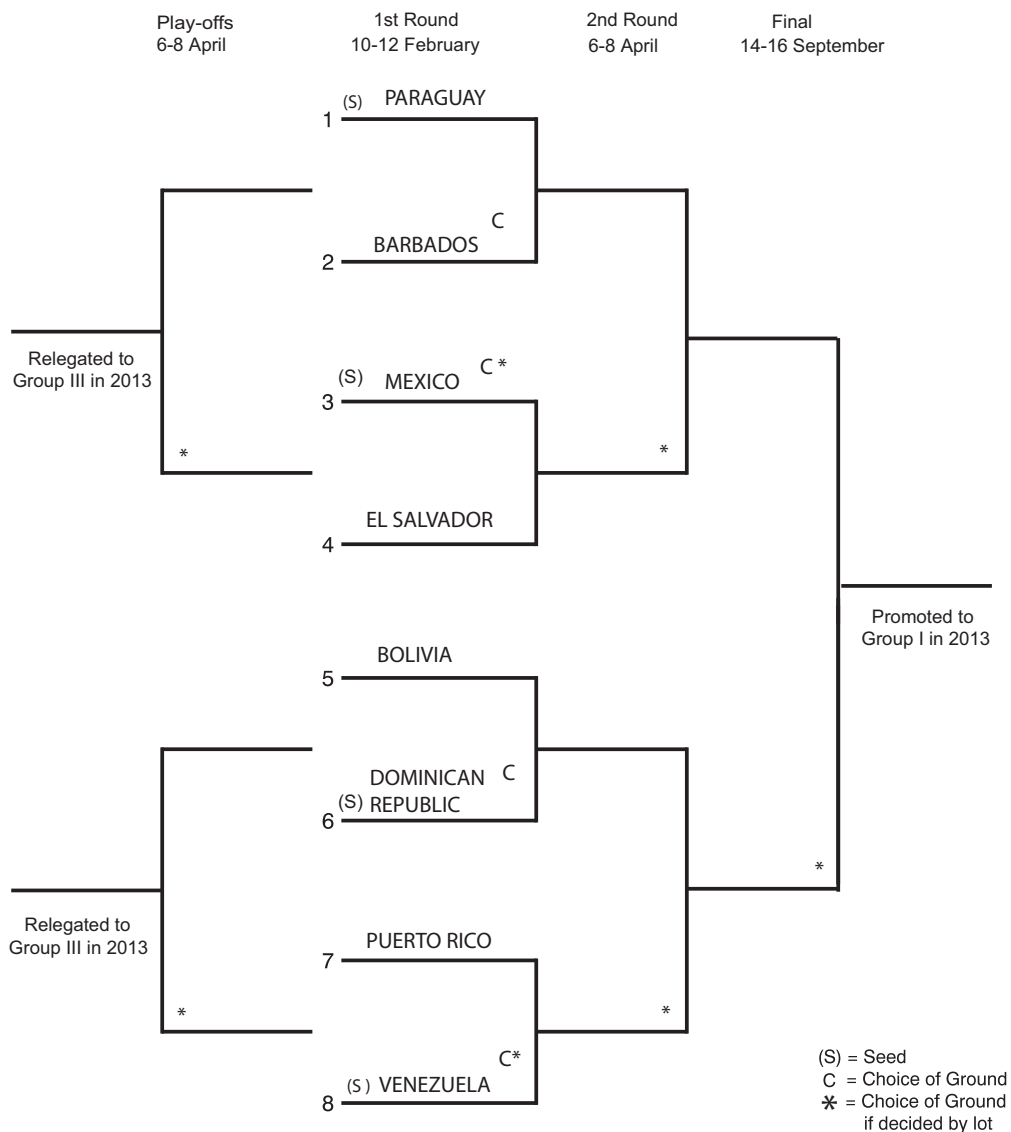 Play-offs
6-8 April
1st Round
10-12 February
2nd Round
6-8 April
Final
14-16 September
(S) PARAGUAY
1
C
BARBADOS
2
Relegated to
Group III in 2013
*
C *
(S) MEXICO
3
*
EL SALVADOR
4
Promoted to
Group I in 2013
BOLIVIA
5
DOMINICAN C
(S) REPUBLIC
6
*
Relegated to
Group III in 2013
*
PUERTO RICO
7
*
C*
(S) VENEZUELA
8
(S) = Seed
C = Choice of Ground
* = Choice of Ground
if decided by lot